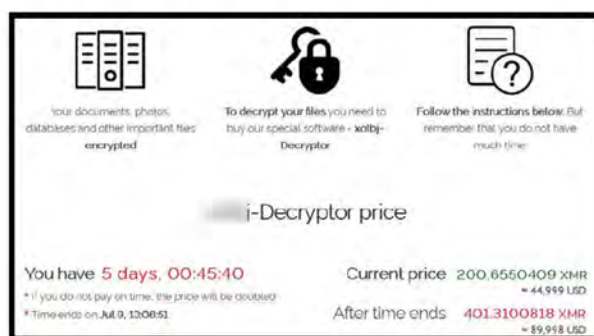 Your documents, photos,
databases and other important files
encrypted
To decrypt your files you need to
buy our special software - xolbj-
Decryptor
Follow the instructions below. But
remember that you do not have
much time
j-Decryptor price
You have 5 days, 00:45:40
* If you do not pay on time, the price will be doubled
* Time ends on Jul 9, 13:08:51
Current price 200.6550409 XMR
≈ 44,999 USD
After time ends 401.3100818 XMR
≈ 89,998 USD